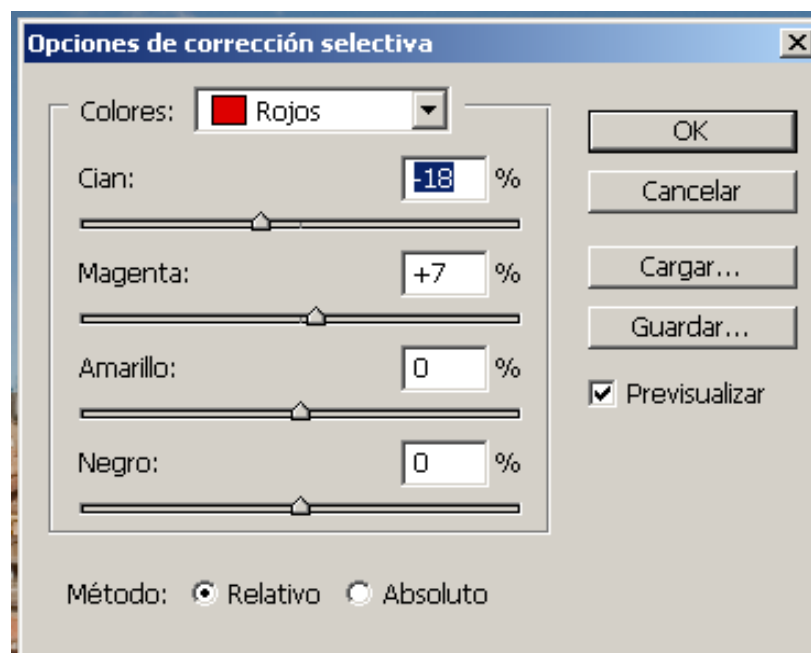 Opciones de corrección selectiva
Colores: Rojos
OK
Cian: -18 %
Cancelar
Magenta: +7 %
Cargar...
Guardar...
Amarillo: 0 %
Previsualizar
Negro: 0 %
Método: Relativo Absoluto